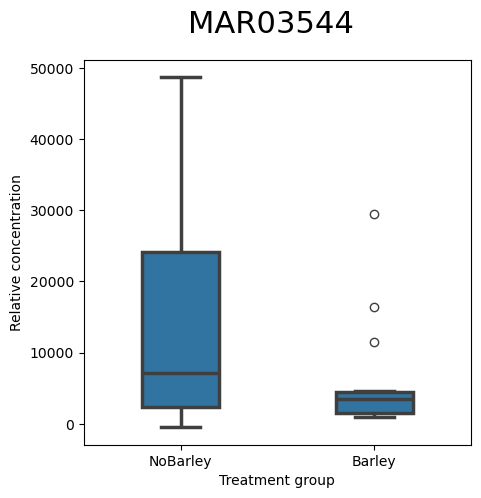 MAR03544
50000
40000
30000
20000
10000
0
Relative concentration
NoBarley
Barley
Treatment group